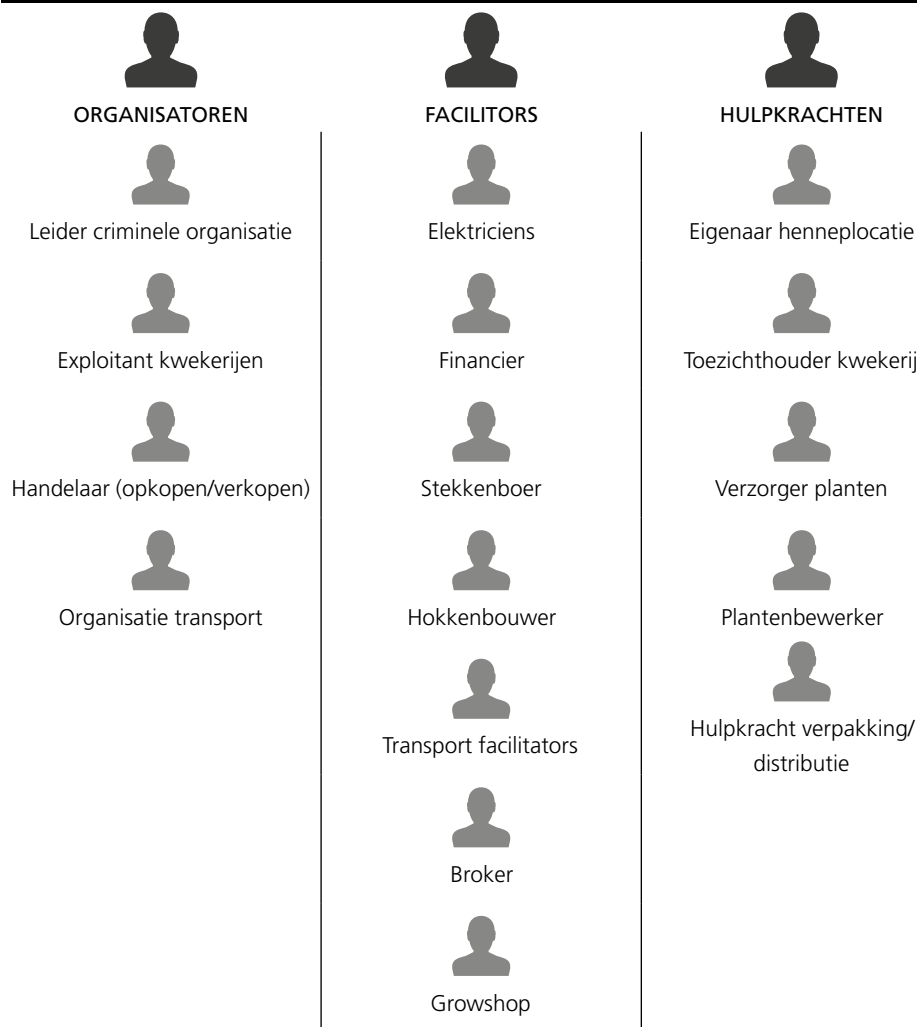 ORGANISATOREN
Leider criminele organisatie
Exploitant kwekerijen
Handelaar (opkopen/verkopen)
Organisatie transport
FACILITORS
Elektriciens
Financier
Stekkenboer
Hokkenbouwer
Transport facilitators
Broker
Growshop
HULPKRACHTEN
Eigenaar henneplocatie
Toezichthouder kwekerij
Verzorger planten
Plantenbewerker
Hulpkracht verpakking/
distributie